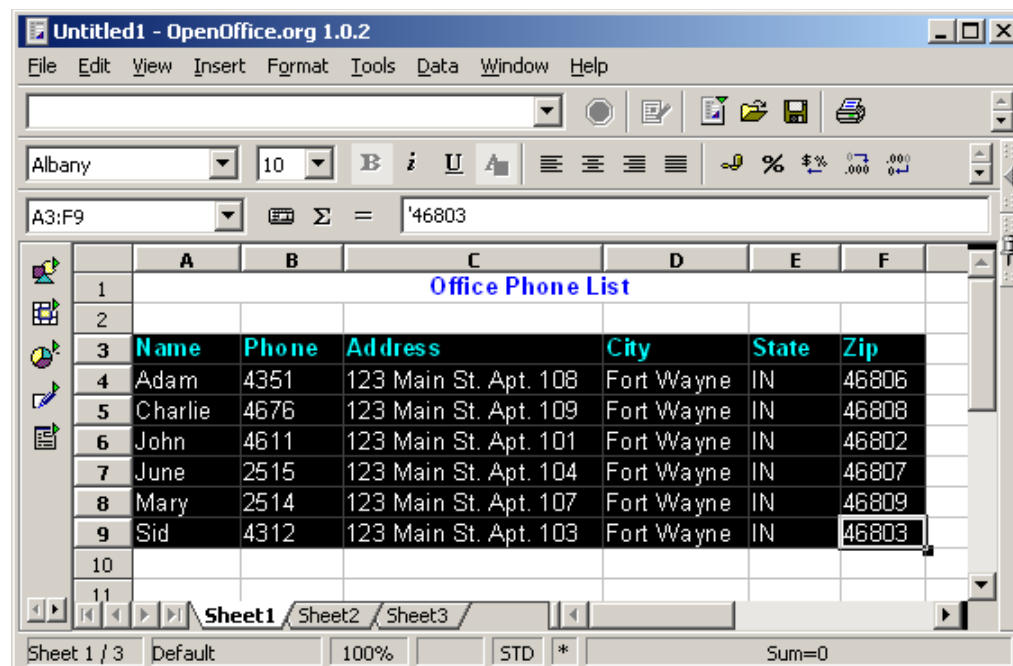 Untitled1 - OpenOffice.org 1.0.2
File Edit View Insert Format Tools Data Window Help
Albany 10 B i U A % $% .000 .000
A3:F9 Σ = '46803
A B C D E F
1 Office Phone List
2
3 Name Phone Address City State Zip
4 Adam 4351 123 Main St. Apt. 108 Fort Wayne IN 46806
5 Charlie 4676 123 Main St. Apt. 109 Fort Wayne IN 46808
6 John 4611 123 Main St. Apt. 101 Fort Wayne IN 46802
7 June 2515 123 Main St. Apt. 104 Fort Wayne IN 46807
8 Mary 2514 123 Main St. Apt. 107 Fort Wayne IN 46809
9 Sid 4312 123 Main St. Apt. 103 Fort Wayne IN 46803
10
11
Sheet1 Sheet2 Sheet3
Sheet 1 / 3 Default 100% STD * Sum=0